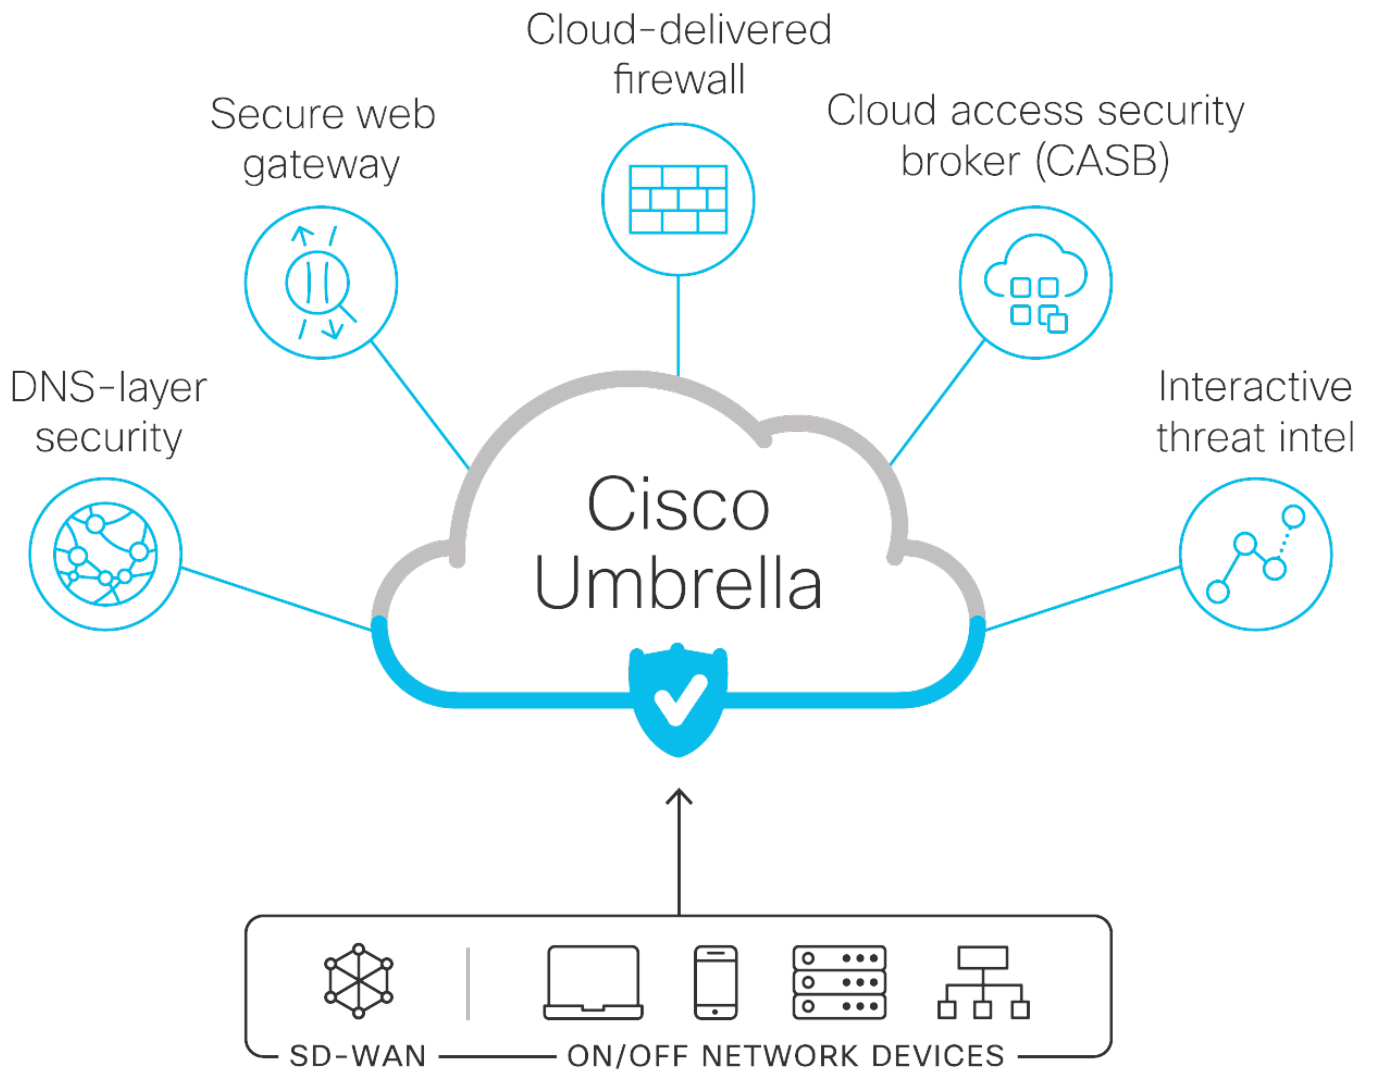 Cloud-delivered
firewall
Secure web
gateway
Cloud access security
broker (CASB)
DNS-layer
security
Interactive
threat intel
Cisco
Umbrella
SD-WAN
ON/OFF NETWORK DEVICES